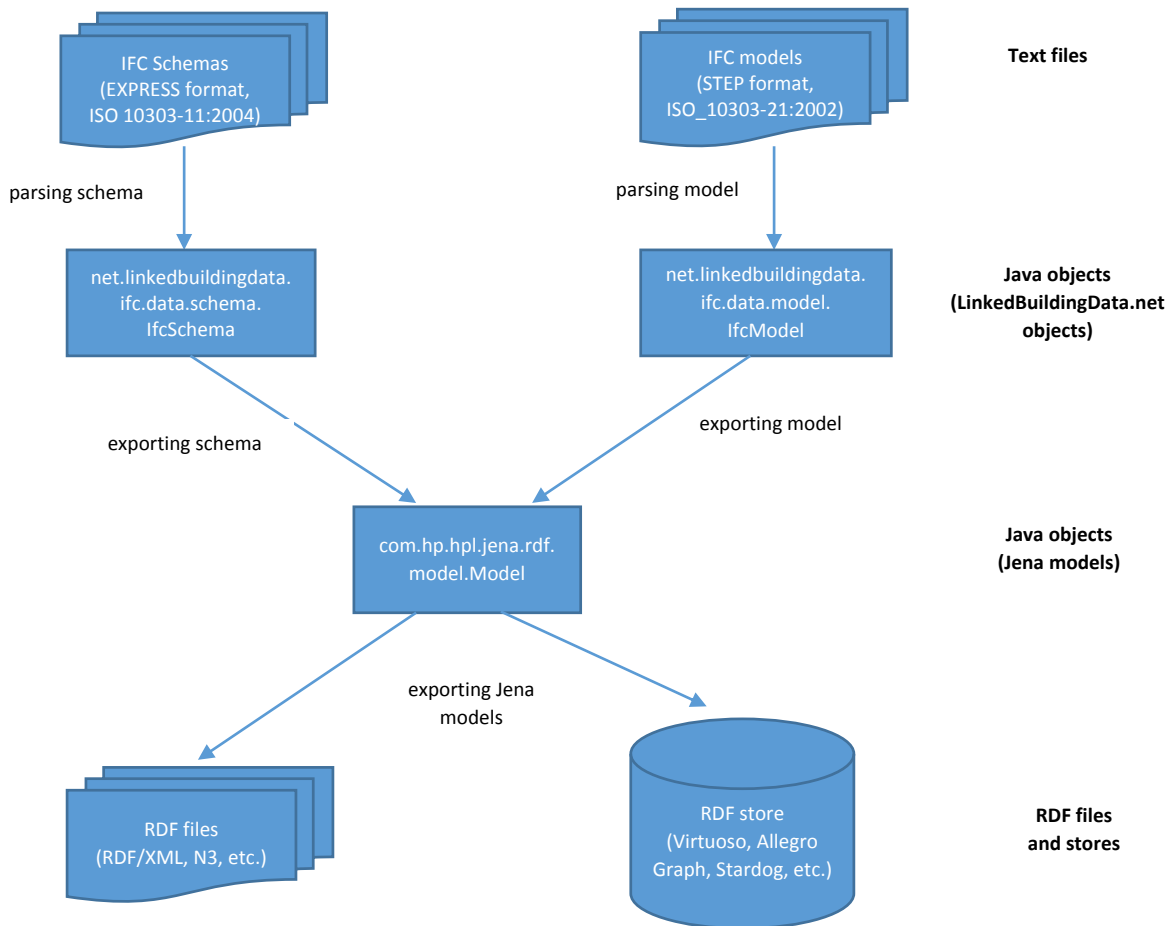 IFC Schemas
(EXPRESS format,
ISO 10303-11:2004)
IFC models
(STEP format,
ISO_10303-21:2002)
Text files
parsing schema
parsing model
net.linkedbuildingdata.
ifc.data.schema.
IfcSchema
net.linkedbuildingdata.
ifc.data.model.
IfcModel
Java objects
(LinkedBuildingData.net
objects)
exporting schema
exporting model
com.hp.hpl.jena.rdf.
model.Model
Java objects
(Jena models)
exporting Jena
models
RDF files
(RDF/XML, N3, etc.)
RDF store
(Virtuoso, Allegro
Graph, Stardog, etc.)
RDF files
and stores